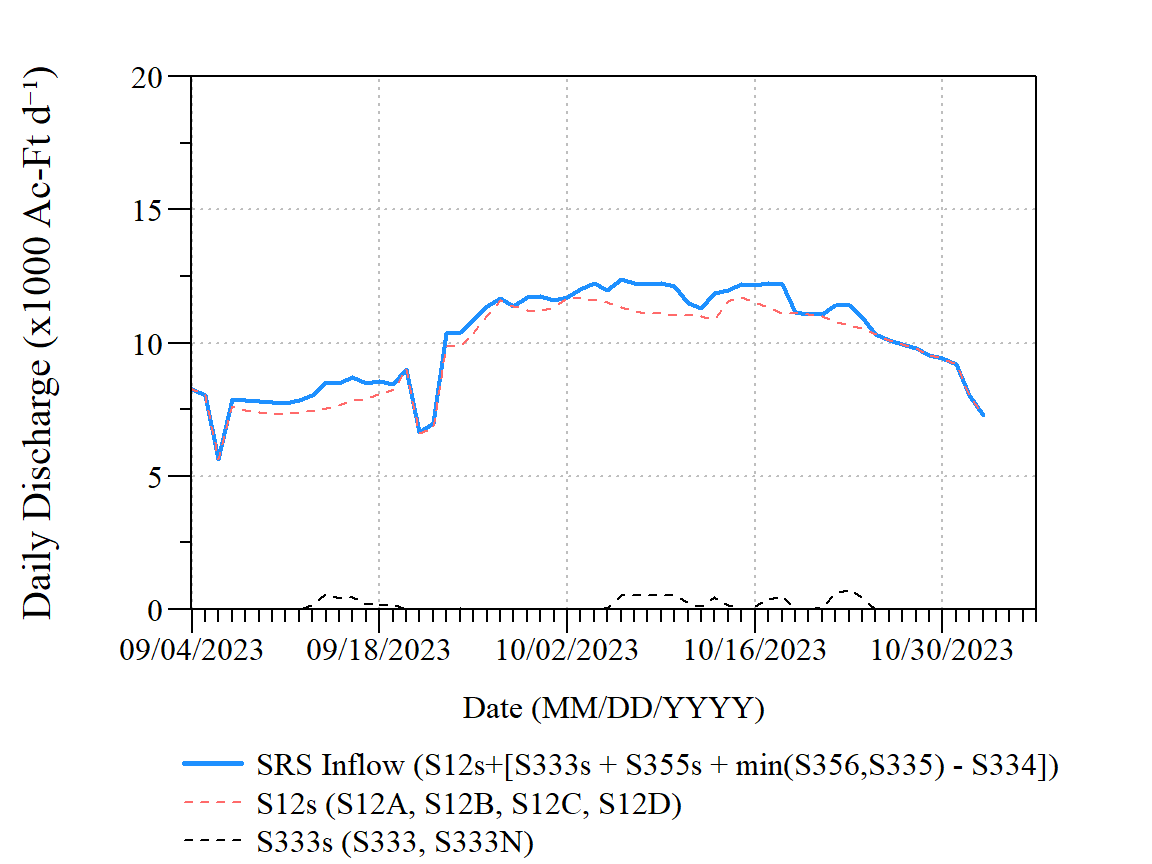 Daily Discharge (x1000 Ac-Ft d⁻¹)
20
15
10
5
0
09/04/2023 09/18/2023 10/02/2023 10/16/2023 10/30/2023
Date (MM/DD/YYYY)
SRS Inflow (S12s+[S333s + S355s + min(S356,S335) - S334])
S12s (S12A, S12B, S12C, S12D)
S333s (S333, S333N)